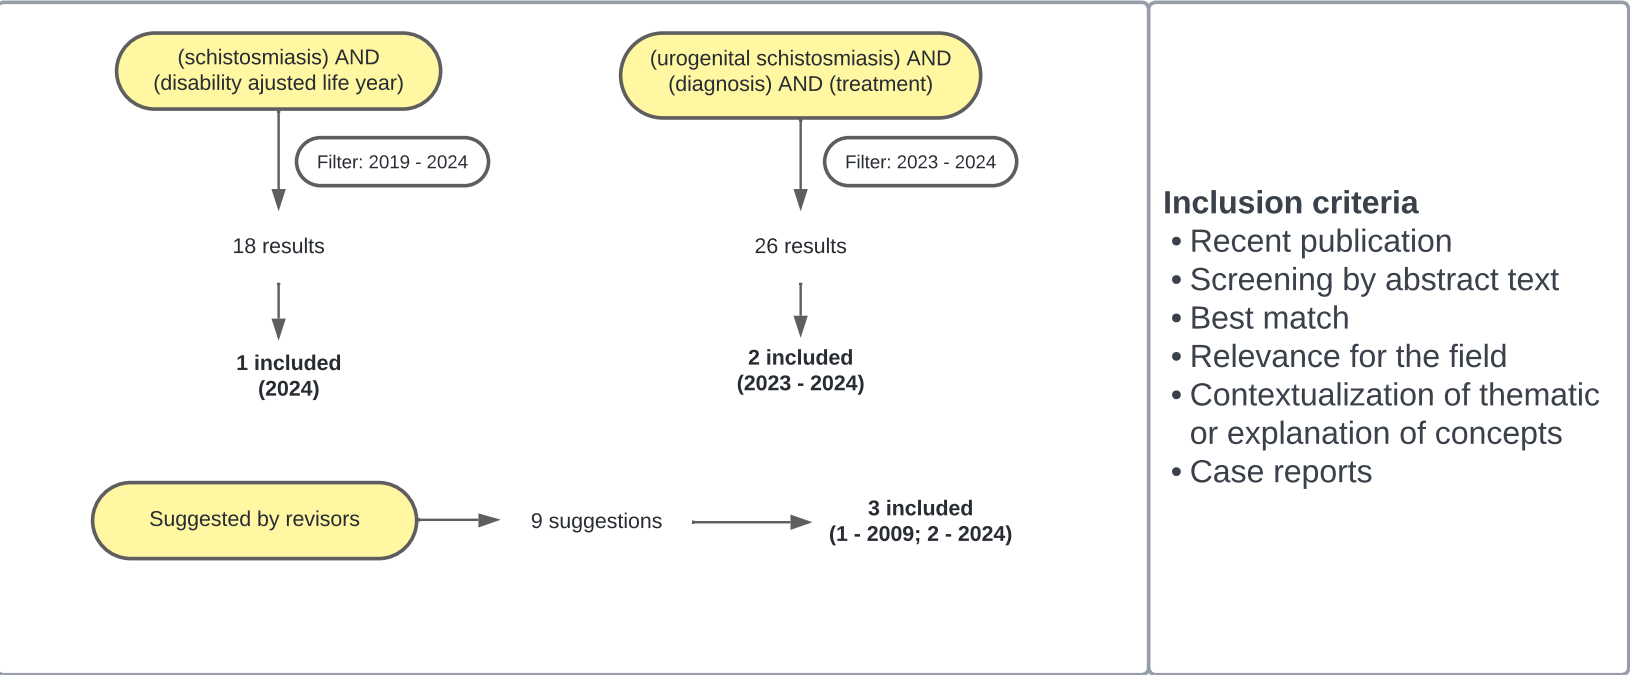 (schistosmiasis) AND
(disability ajusted life year)
Filter: 2019 - 2024
18 results
1 included
(2024)
(urogenital schistosmiasis) AND
(diagnosis) AND (treatment)
Filter: 2023 - 2024
26 results
2 included
(2023 - 2024)
Suggested by revisors
9 suggestions
3 included
(1 - 2009; 2 - 2024)
Inclusion criteria
• Recent publication
• Screening by abstract text
• Best match
• Relevance for the field
• Contextualization of thematic
or explanation of concepts
• Case reports